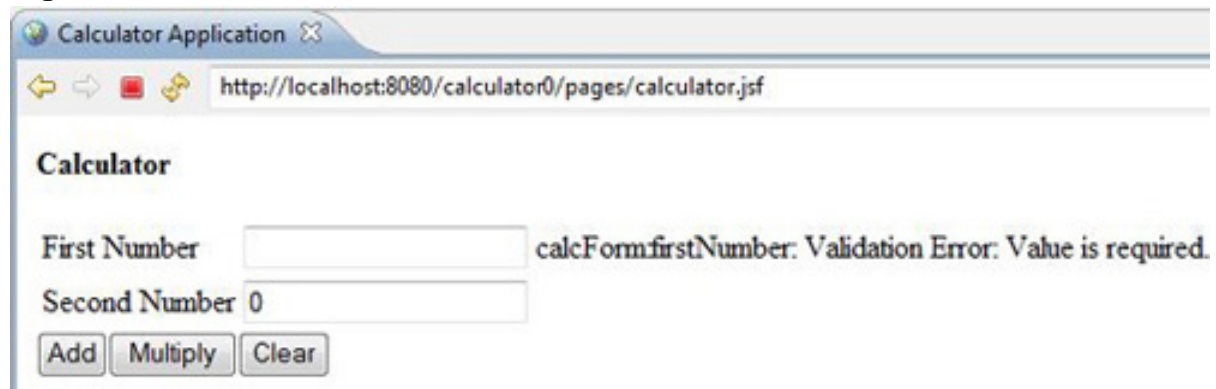 Calculator Application
http://localhost:8080/calculator0/pages/calculator.jsf
Calculator
First Number calcForm:firstNumber: Validation Error: Value is required.
Second Number 0
Add Multiply Clear